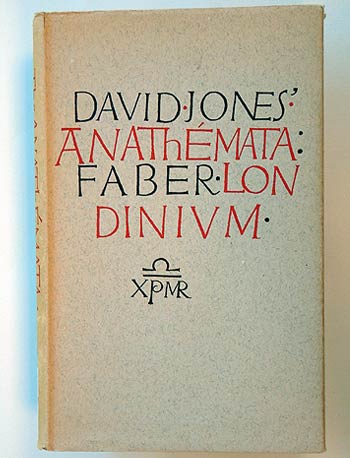 DAVID·JONES'·
ANAThÉMATA:
FABER·LON
DINIVM·
XPMR